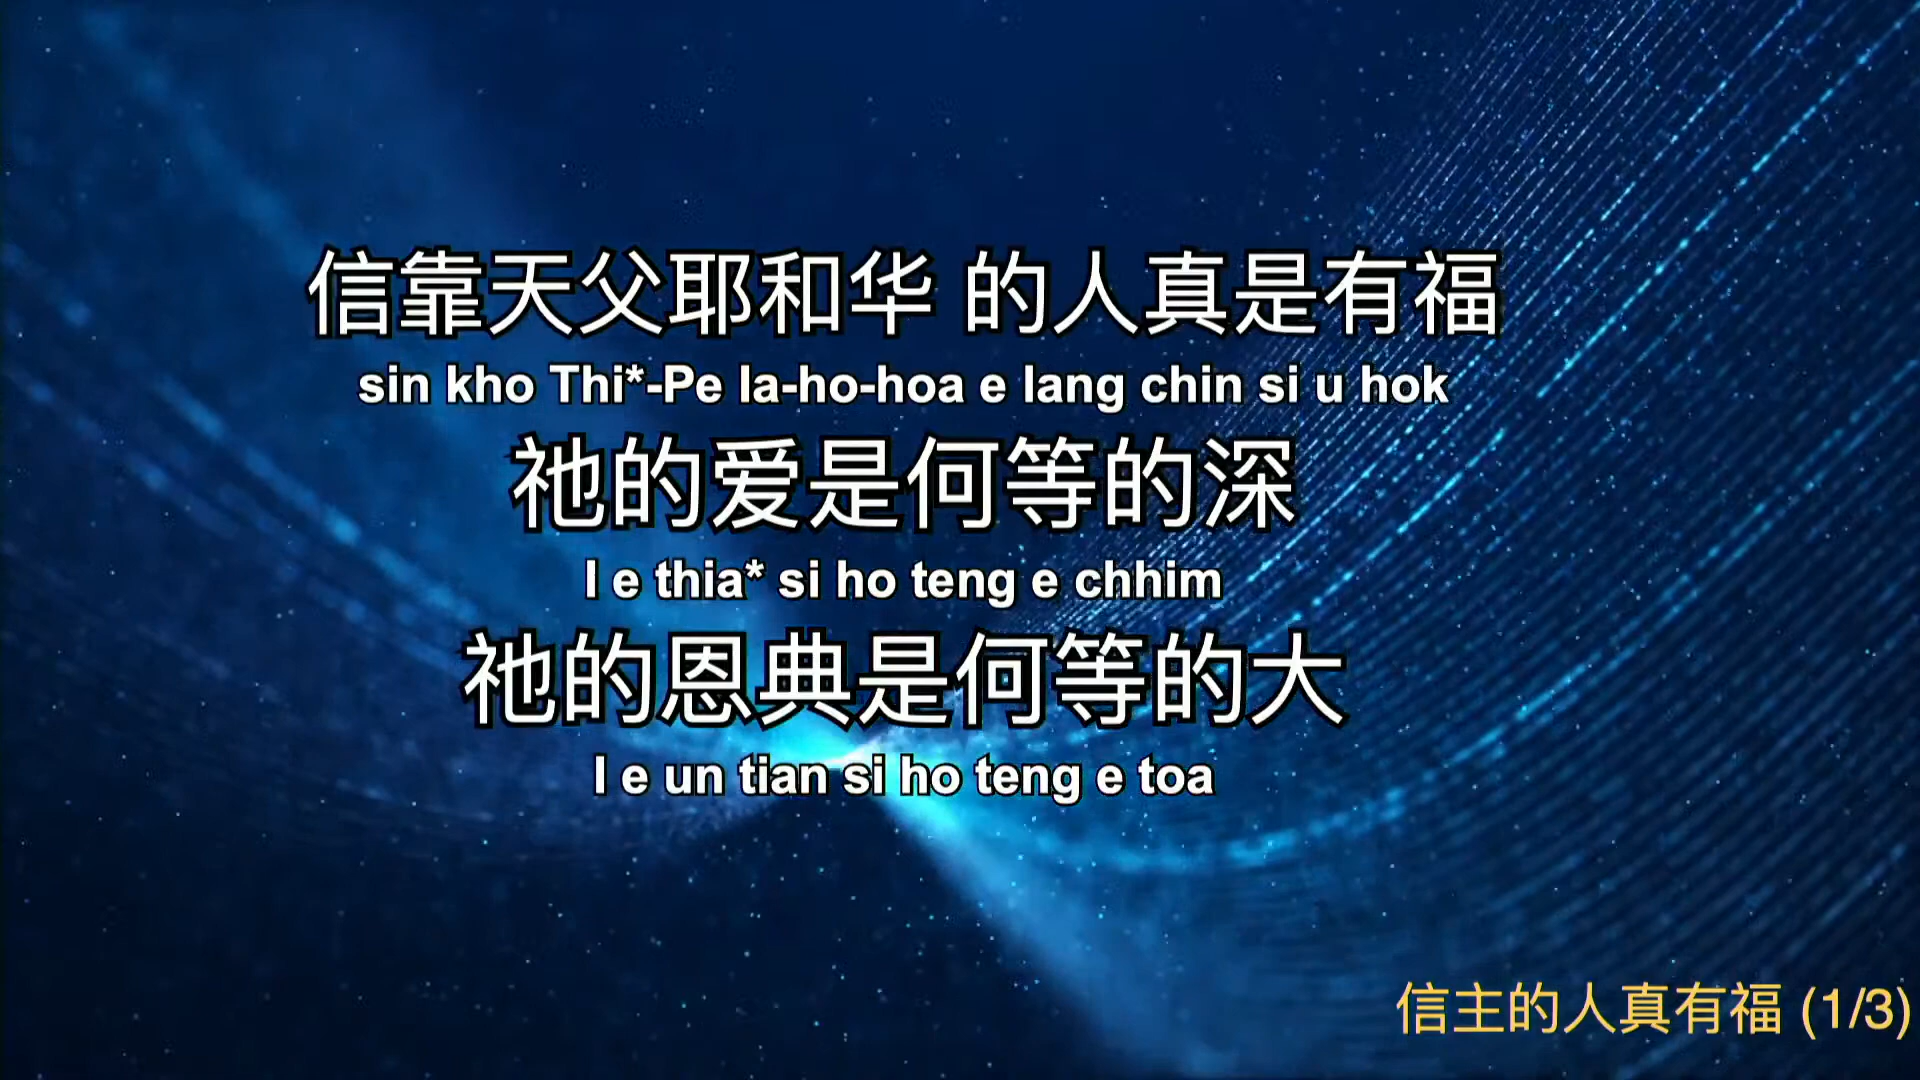 信靠天父耶和华 的人真是有福
sin kho Thi*-Pe Ia-ho-hoa e lang chin si u hok
祂的爱是何等的深
I e thia* si ho teng e chhim
祂的恩典是何等的大
I e un tian si ho teng e toa
信主的人真有福 (1/3)